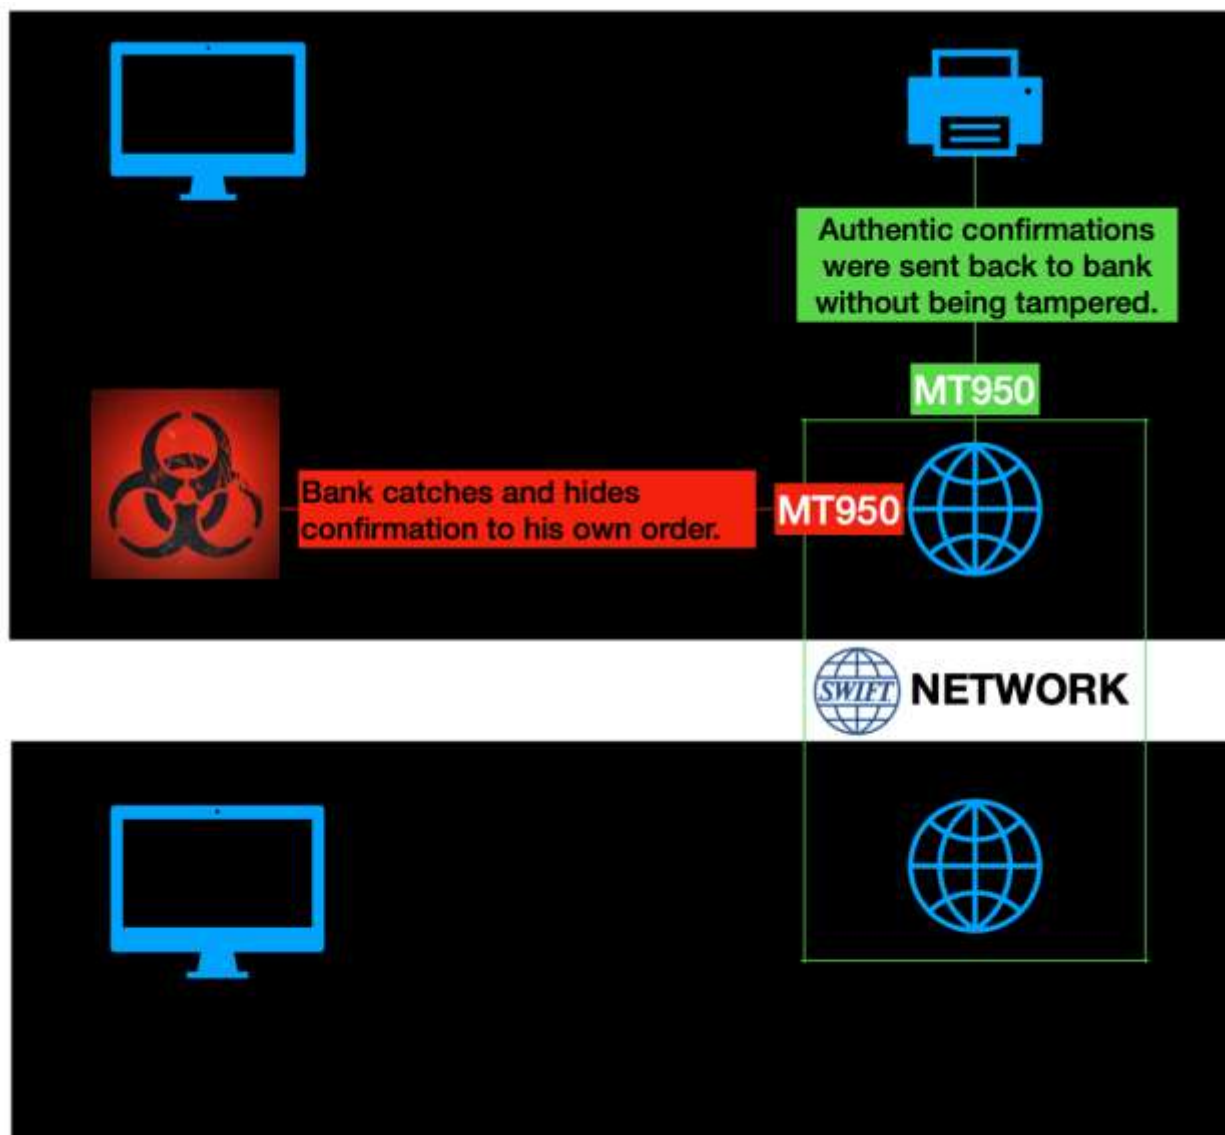 Authentic confirmations
were sent back to bank
without being tampered.
MT950
Bank catches and hides
confirmation to his own order.
MT950
SWIFT NETWORK